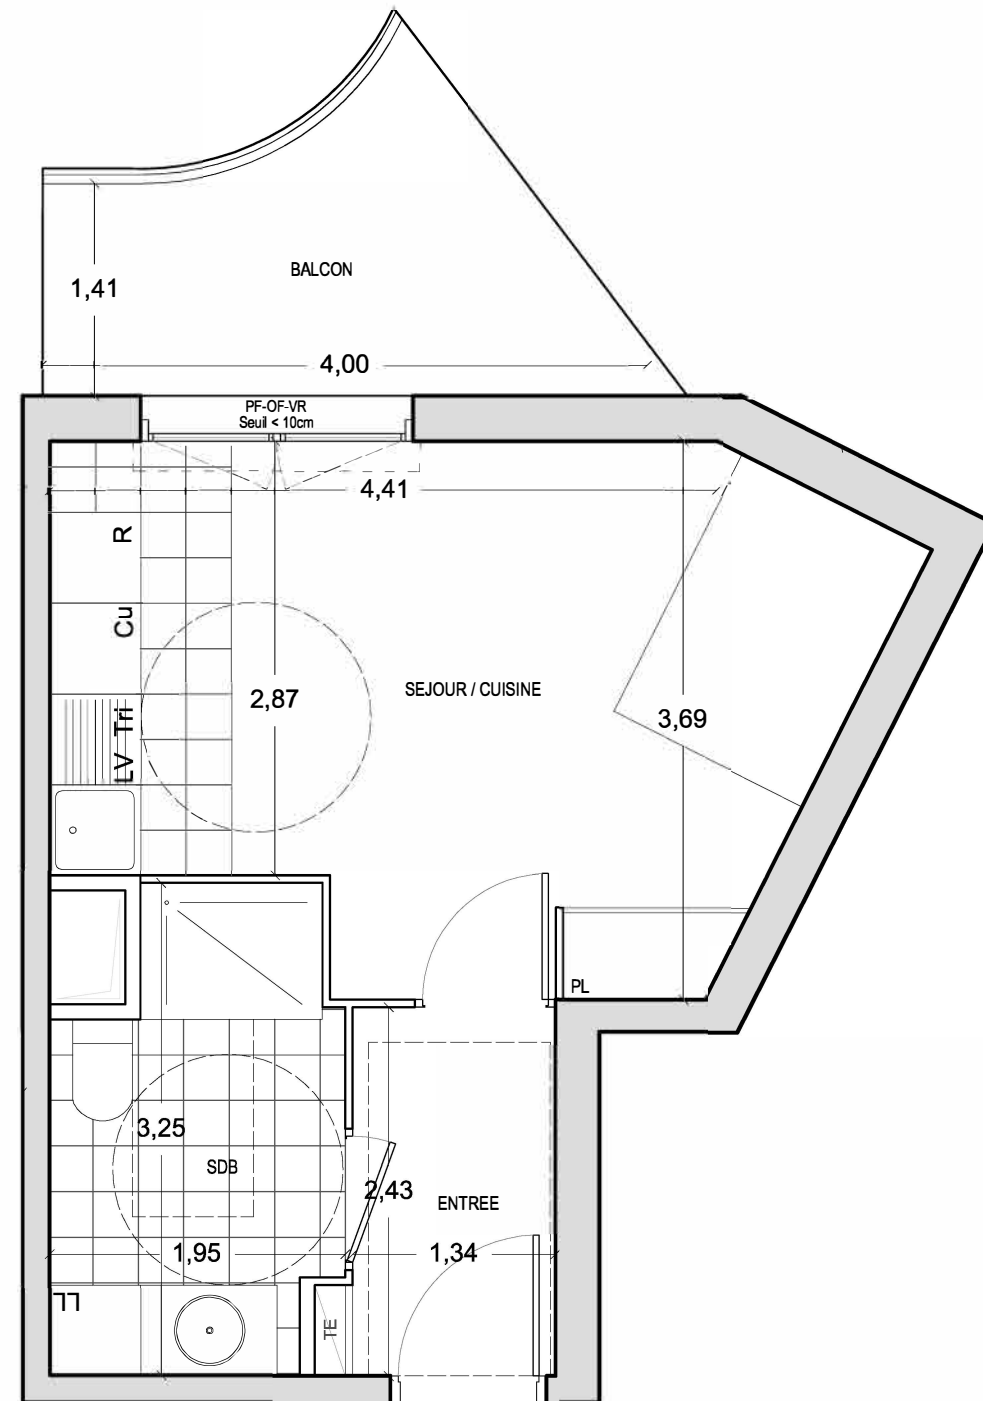 BALCON
1,41
4,00
PF-OF-VR
Seuil < 10cm
4,41
R
Cu
2,87
SEJOUR / CUISINE
3,69
LV Tri
PL
3,25
SDB
2,43
ENTREE
1,95
1,34
LL
TE